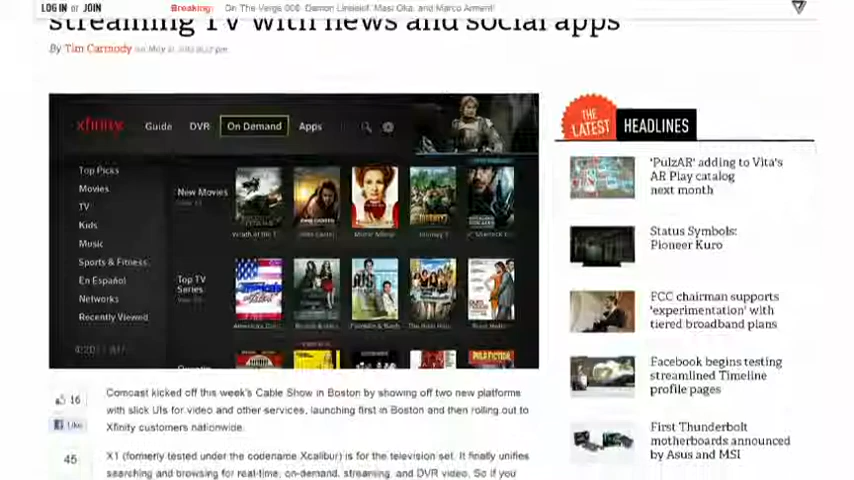 LOG IN or JOIN
Breaking: On The Verge 006: Damon Lindelof, Masi Oka, and Marco Arment!
streaming TV with news and social apps
By Tim Carmody on May 21, 2012
xfinity Guide DVR On Demand Apps
Top Picks
Movies
TV
Kids
Music
Sports & Fitness
En Español
Networks
Recently Viewed
New Movies
Top TV
Series
THE
LATEST
HEADLINES
'PulzAR' adding to Vita's
AR Play catalog
next month
Status Symbols:
Pioneer Kuro
FCC chairman supports
'experimentation' with
tiered broadband plans
Facebook begins testing
streamlined Timeline
profile pages
First Thunderbolt
motherboards announced
by Asus and MSI
16
Like
45
Comcast kicked off this week's Cable Show in Boston by showing off two new platforms
with slick UIs for video and other services, launching first in Boston and then rolling out to
Xfinity customers nationwide.
X1 (formerly tested under the codename Xcalibur) is for the television set. It finally unifies
searching and browsing for real-time, on-demand, streaming, and DVR video. So if you